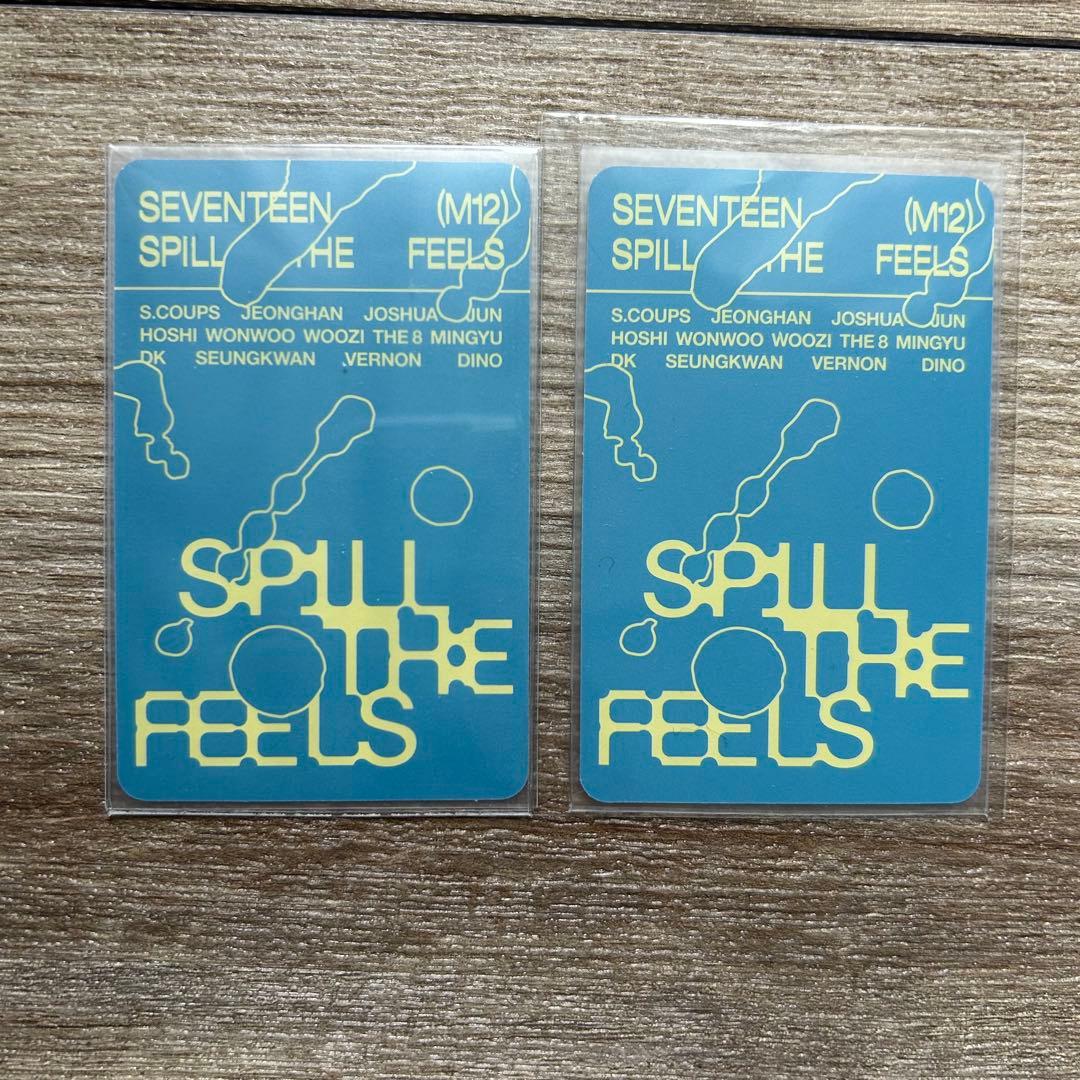 SEVENTEEN (M12)
SPILL THE FEELS
S.COUPS JEONGHAN JOSHUA JUN
HOSHI WONWOO WOOZI THE 8 MINGYU
DK SEUNGKWAN VERNON DINO
SPILL
THE
FEELS
SEVENTEEN (M12)
SPILL THE FEELS
S.COUPS JEONGHAN JOSHUA JUN
HOSHI WONWOO WOOZI THE 8 MINGYU
DK SEUNGKWAN VERNON DINO
SPILL
THE
FEELS